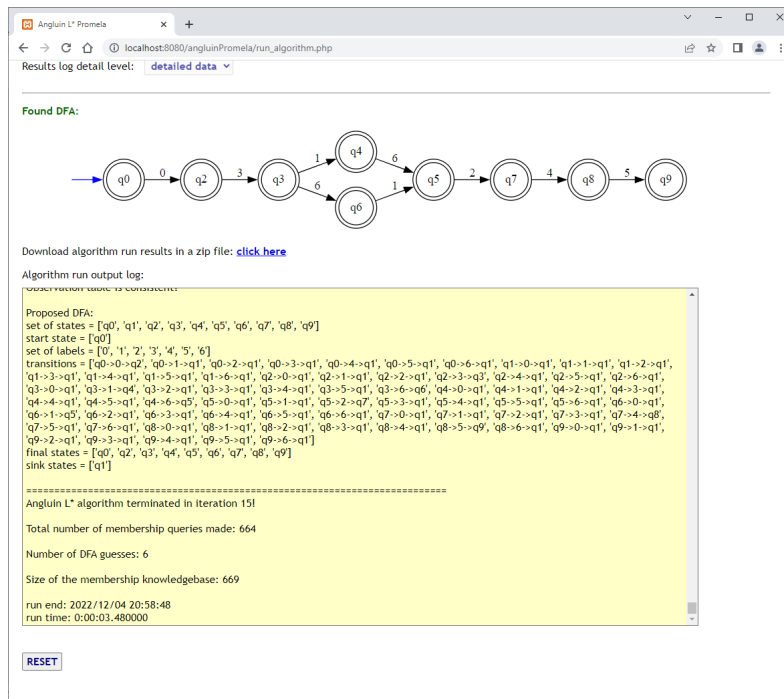 Angluin L* Promela
localhost:8080/angluinPromela/run_algorithm.php
Results log detail level: detailed data
Found DFA:
q0 0 q2 3 q3 1 q4 6 q5 2 q7 4 q8 5 q9
6 q6 1
Download algorithm run results in a zip file: click here
Algorithm run output log:
Observation table is consistent!
Proposed DFA:
set of states = ['q0', 'q1', 'q2', 'q3', 'q4', 'q5', 'q6', 'q7', 'q8', 'q9']
start state = ['q0']
set of labels = ['0', '1', '2', '3', '4', '5', '6']
transitions = ['q0->0->q2', 'q0->1->q1', 'q0->2->q1', 'q0->3->q1', 'q0->4->q1', 'q0->5->q1', 'q0->6->q1', 'q1->0->q1', 'q1->1->q1', 'q1->2->q1',
'q1->3->q1', 'q1->4->q1', 'q1->5->q1', 'q1->6->q1', 'q2->0->q1', 'q2->1->q1', 'q2->2->q1', 'q2->3->q3', 'q2->4->q1', 'q2->5->q1', 'q2->6->q1',
'q3->0->q1', 'q3->1->q4', 'q3->2->q1', 'q3->3->q1', 'q3->4->q1', 'q3->5->q1', 'q3->6->q6', 'q4->0->q1', 'q4->1->q1', 'q4->2->q1', 'q4->3->q1',
'q4->4->q1', 'q4->5->q1', 'q4->6->q5', 'q5->0->q1', 'q5->1->q1', 'q5->2->q7', 'q5->3->q1', 'q5->4->q1', 'q5->5->q1', 'q5->6->q1', 'q6->0->q1',
'q6->1->q5', 'q6->2->q1', 'q6->3->q1', 'q6->4->q1', 'q6->5->q1', 'q6->6->q1', 'q7->0->q1', 'q7->1->q1', 'q7->2->q1', 'q7->3->q1', 'q7->4->q8',
'q7->5->q1', 'q7->6->q1', 'q8->0->q1', 'q8->1->q1', 'q8->2->q1', 'q8->3->q1', 'q8->4->q1', 'q8->5->q9', 'q8->6->q1', 'q9->0->q1', 'q9->1->q1',
'q9->2->q1', 'q9->3->q1', 'q9->4->q1', 'q9->5->q1', 'q9->6->q1']
final states = ['q0', 'q2', 'q3', 'q4', 'q5', 'q6', 'q7', 'q8', 'q9']
sink states = ['q1']
===========================================================================
Angluin L* algorithm terminated in iteration 15!
Total number of membership queries made: 664
Number of DFA guesses: 6
Size of the membership knowledgebase: 669
run end: 2022/12/04 20:58:48
run time: 0:00:03.480000
RESET